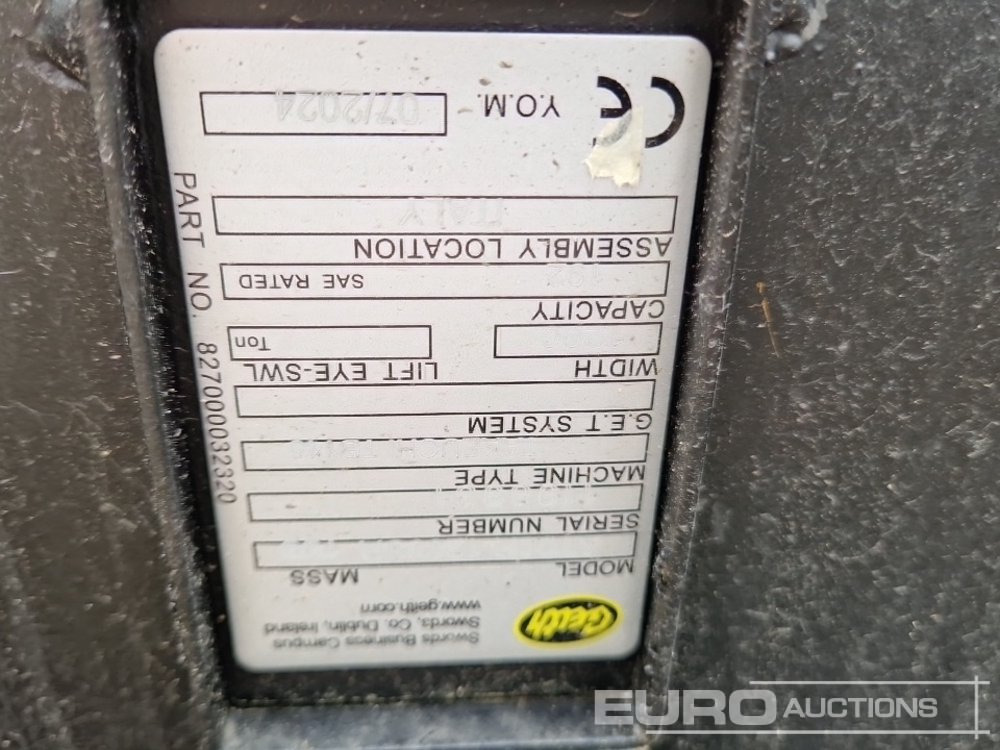 Geith
Swords Business Campus
Swords, Co. Dublin, Ireland
www.geith.com
MODEL MASS
SERIAL NUMBER
MACHINE TYPE
G.E.T SYSTEM
WIDTH LIFT EYE-SWL
Ton
CAPACITY
SAE RATED
ASSEMBLY LOCATION
ITALY
CE Y.O.M. 07/2024
PART NO. 827000032320
EURO AUCTIONS